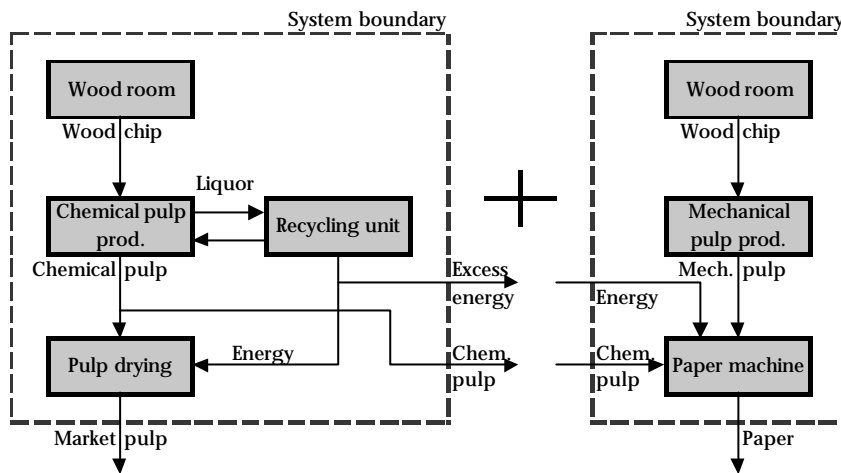 System boundary
Wood room
Wood chip
Liquor
Chemical pulp
prod.
Recycling unit
Chemical pulp
Excess
energy
Pulp drying
Energy
Chem.
pulp
Market pulp
System boundary
Wood room
Wood chip
Mechanical
pulp prod.
Mech. pulp
Energy
Chem.
pulp
Paper machine
Paper